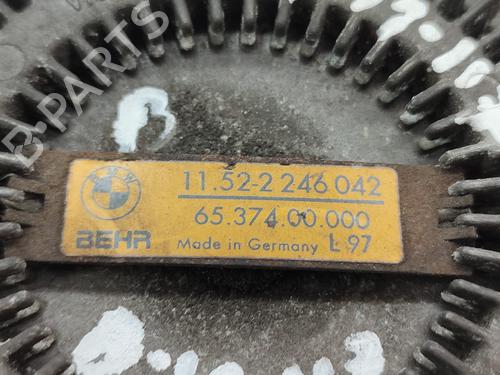 B-PARTS
BMW
11.52-2 246 042
65.374.00.000
BEHR Made in Germany L 97